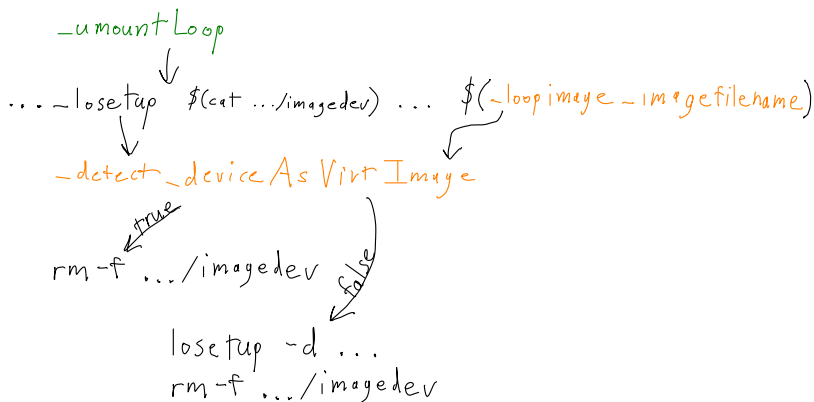 _umountLoop
... _losetup $(cat .../imagedev) ... $(_loopimage_imagefilename)
_detect_deviceAsVirtImage
true
rm -f .../imagedev
false
losetup -d ...
rm -f .../imagedev